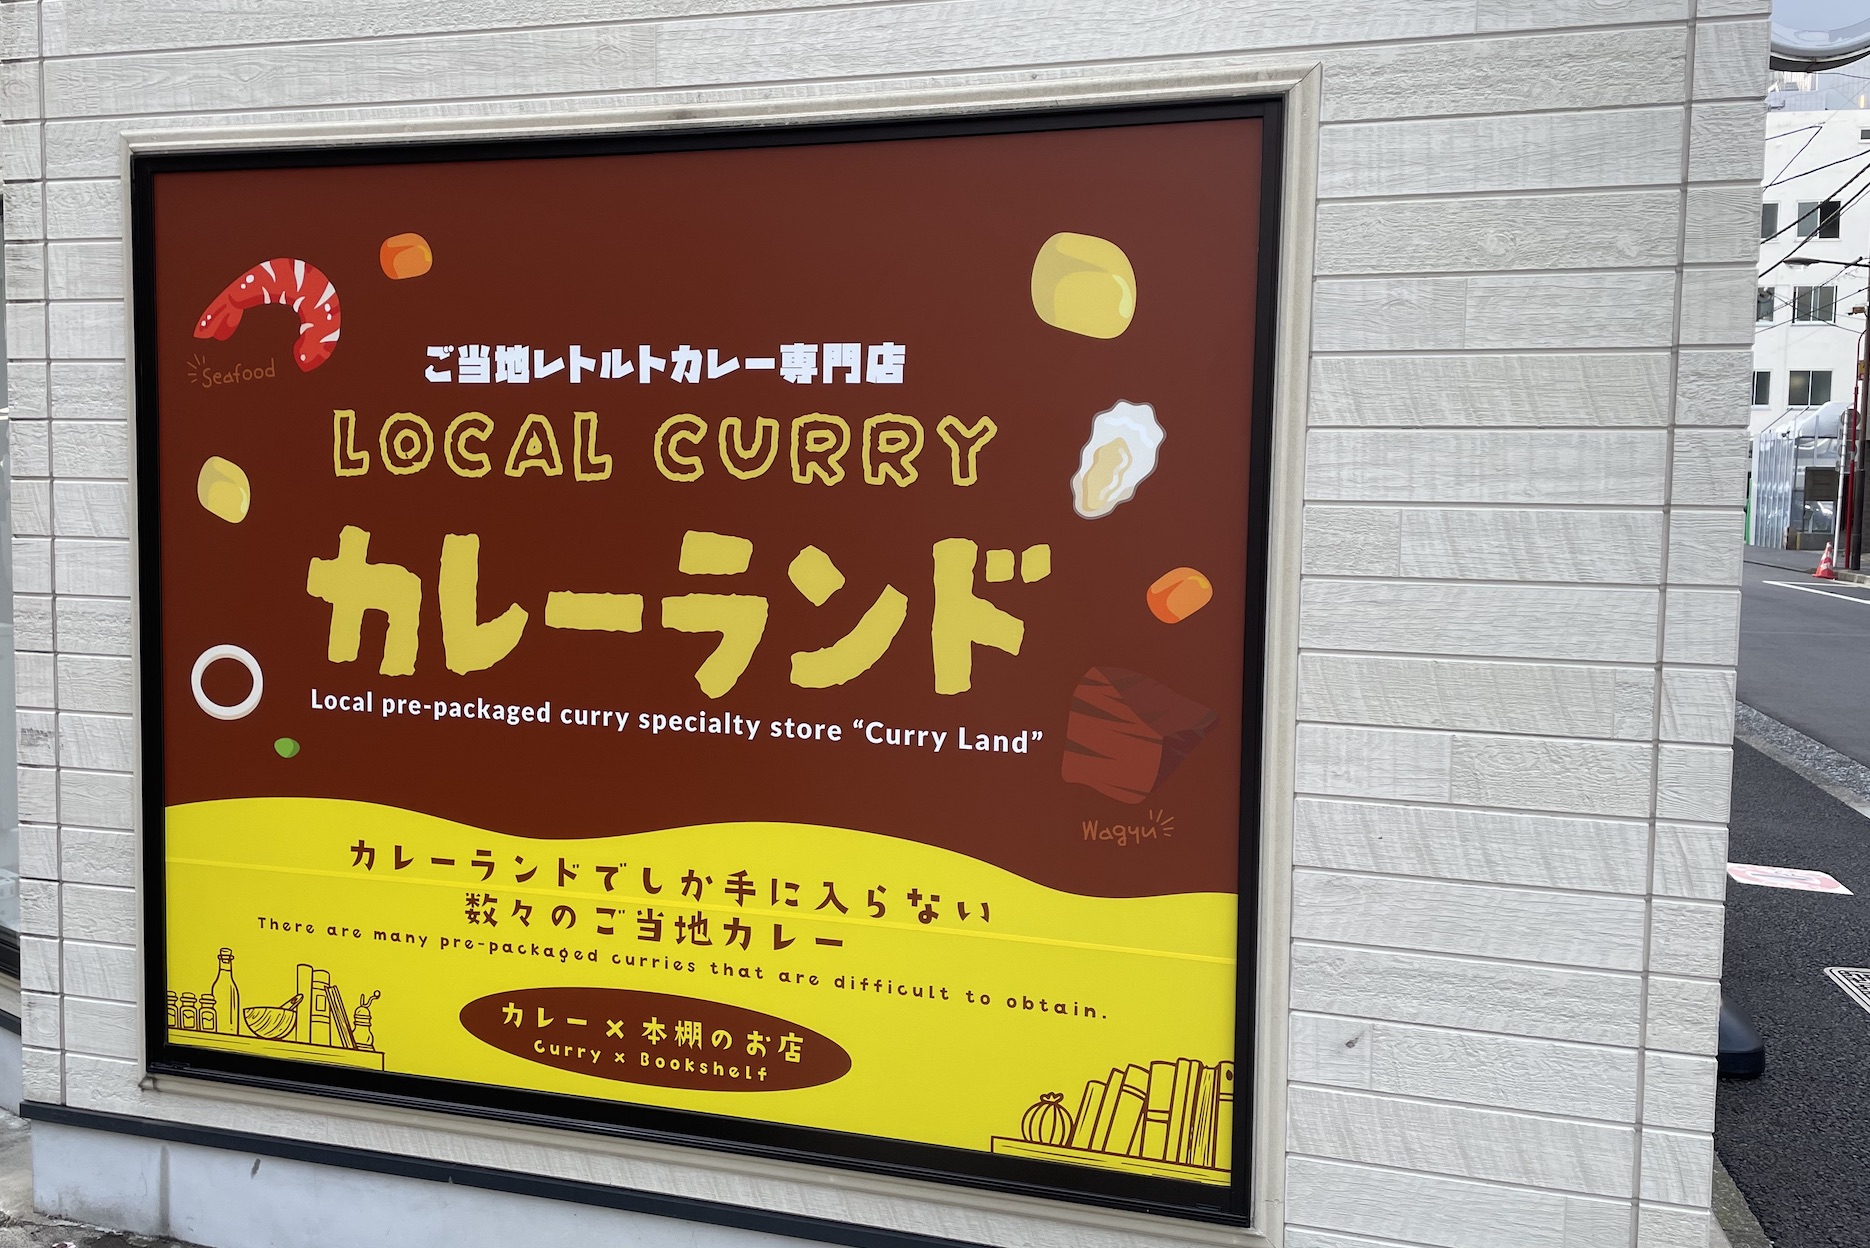 Seafood
ご当地レトルトカレー専門店
LOCAL CURRY
カレーランド
Local pre-packaged curry specialty store “Curry Land”
Wagyu
カレーランドでしか手に入らない
数々のご当地カレー
There are many pre-packaged curries that are difficult to obtain.
カレー × 本棚のお店
Curry × Bookshelf